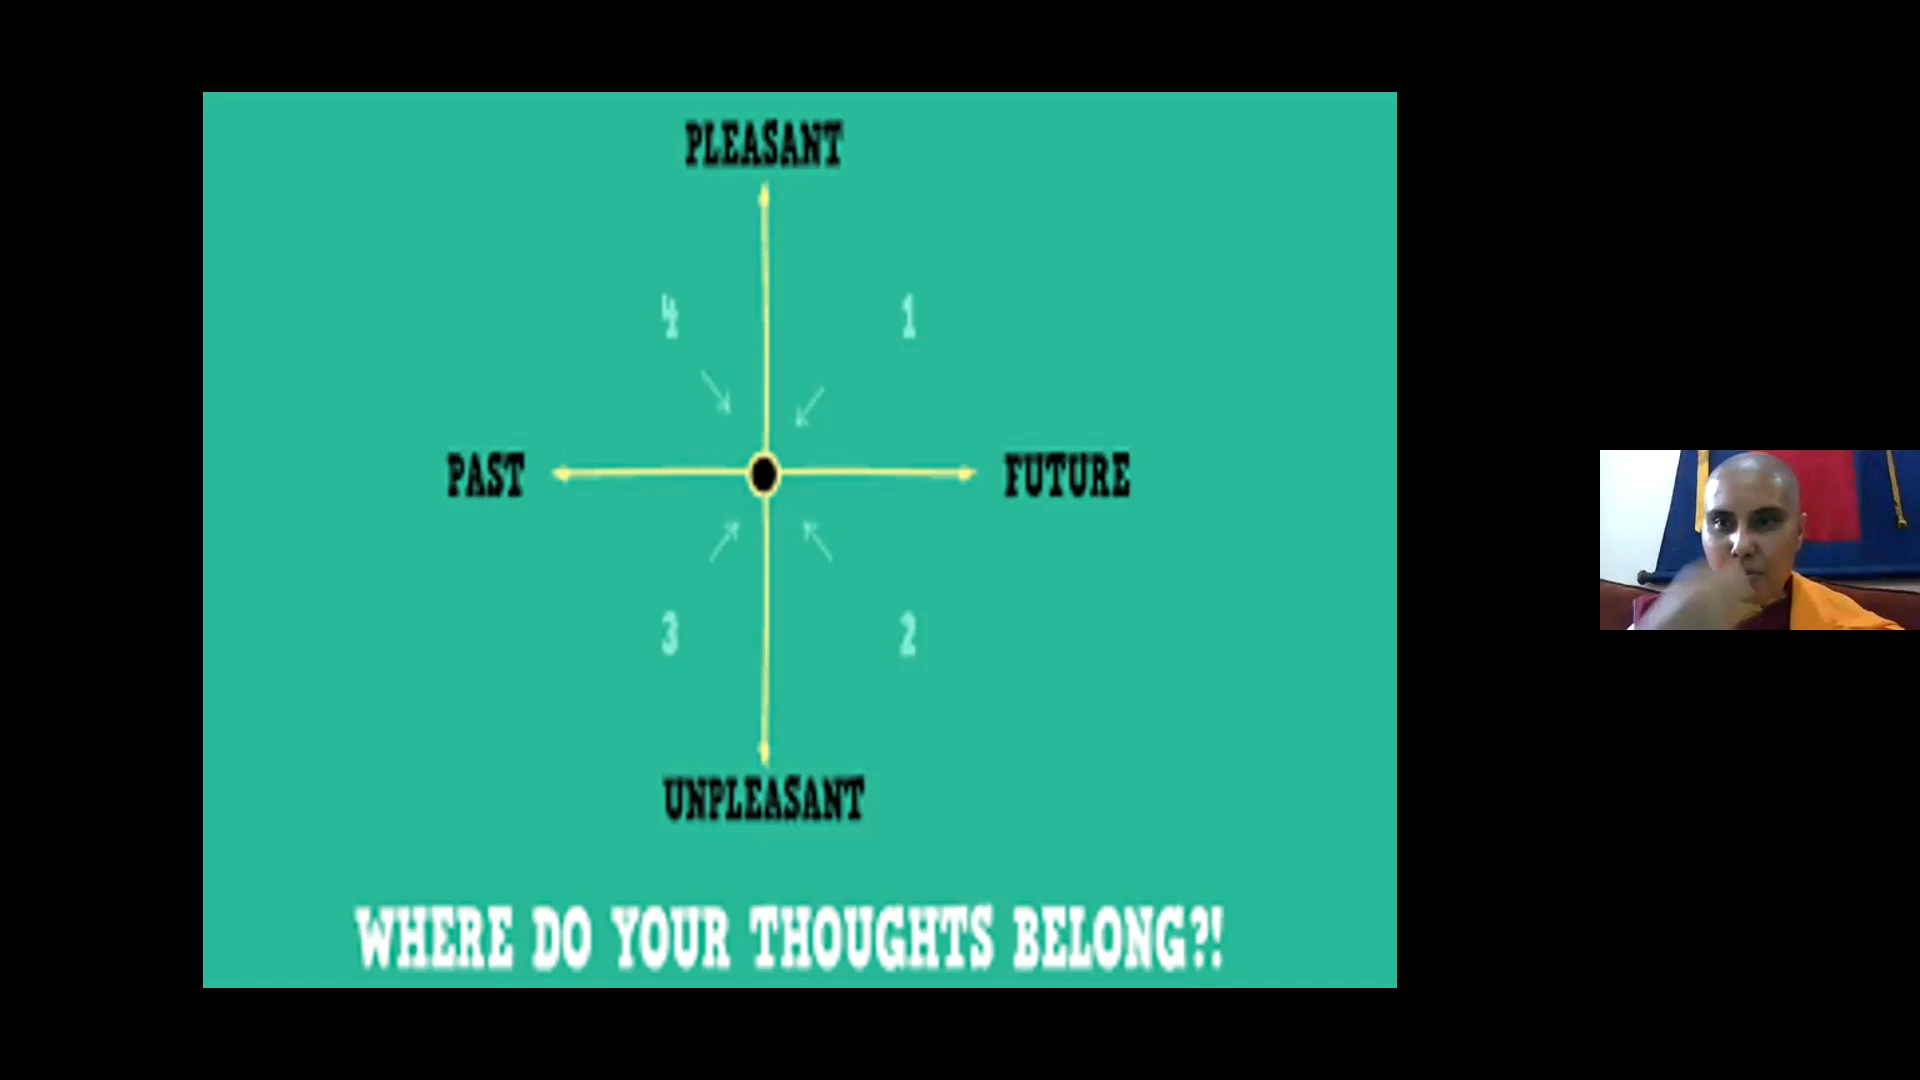 PLEASANT
4 1
PAST FUTURE
3 2
UNPLEASANT
WHERE DO YOUR THOUGHTS BELONG?!